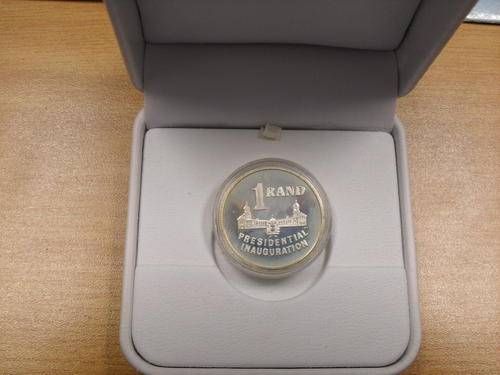 1 RAND
PRESIDENTIAL
INAUGURATION